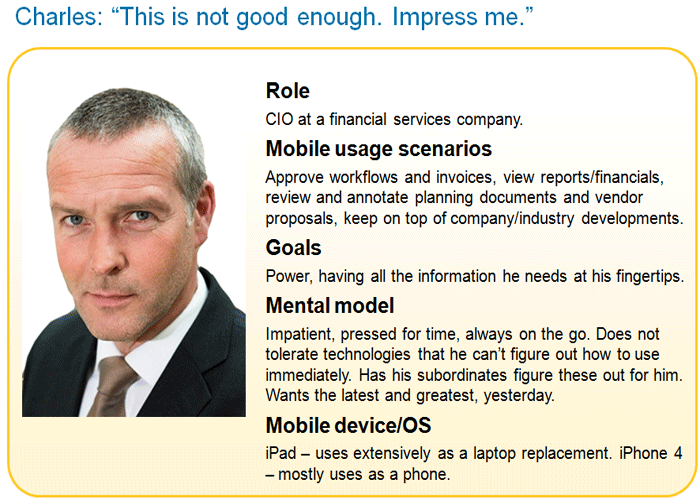 Charles: “This is not good enough. Impress me.”
Role
CIO at a financial services company.
Mobile usage scenarios
Approve workflows and invoices, view reports/financials,
review and annotate planning documents and vendor
proposals, keep on top of company/industry developments.
Goals
Power, having all the information he needs at his fingertips.
Mental model
Impatient, pressed for time, always on the go. Does not
tolerate technologies that he can’t figure out how to use
immediately. Has his subordinates figure these out for him.
Wants the latest and greatest, yesterday.
Mobile device/OS
iPad – uses extensively as a laptop replacement. iPhone 4
– mostly uses as a phone.